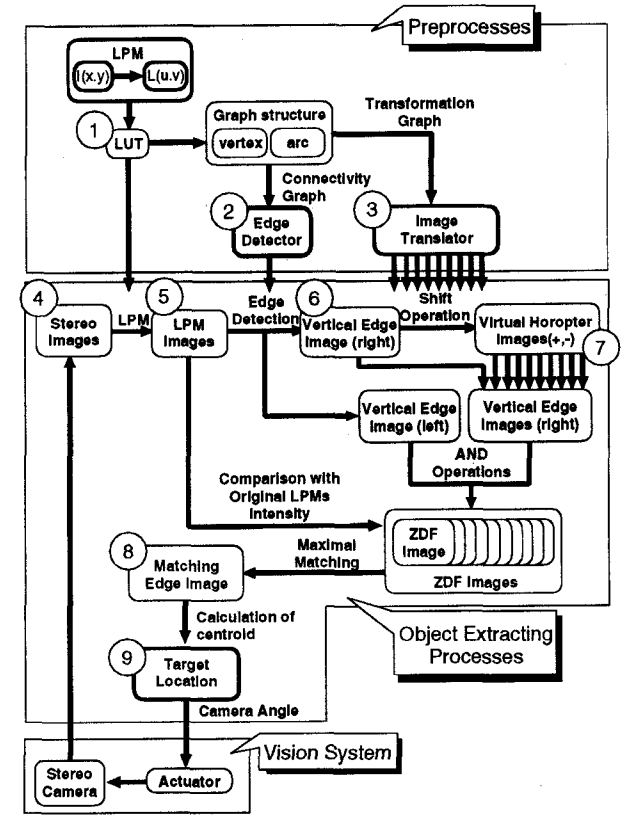 Preprocesses
LPM
I(x.y)
L(u.v)
1
LUT
Graph structure
vertex
arc
Transformation
Graph
Connectivity
Graph
2
Edge
Detector
3
Image
Translator
4
Stereo
Images
LPM
5
LPM
Images
Edge
Detection
6
Vertical Edge
Image (right)
Shift
Operation
Virtual Horopter
Images(+,-)
7
Vertical Edge
Image (left)
Vertical Edge
Images (right)
AND
Operations
Comparison with
Original LPMs
Intensity
ZDF
Image
ZDF Images
Maximal
Matching
8
Matching
Edge Image
Calculation of
centroid
Object Extracting
Processes
9
Target
Location
Camera Angle
Vision System
Stereo
Camera
Actuator